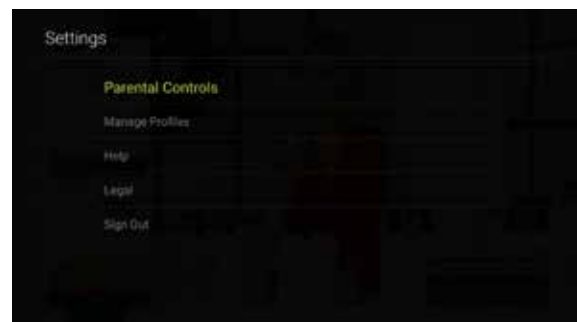 Settings
Parental Controls
Manage Profiles
Help
Legal
Sign Out